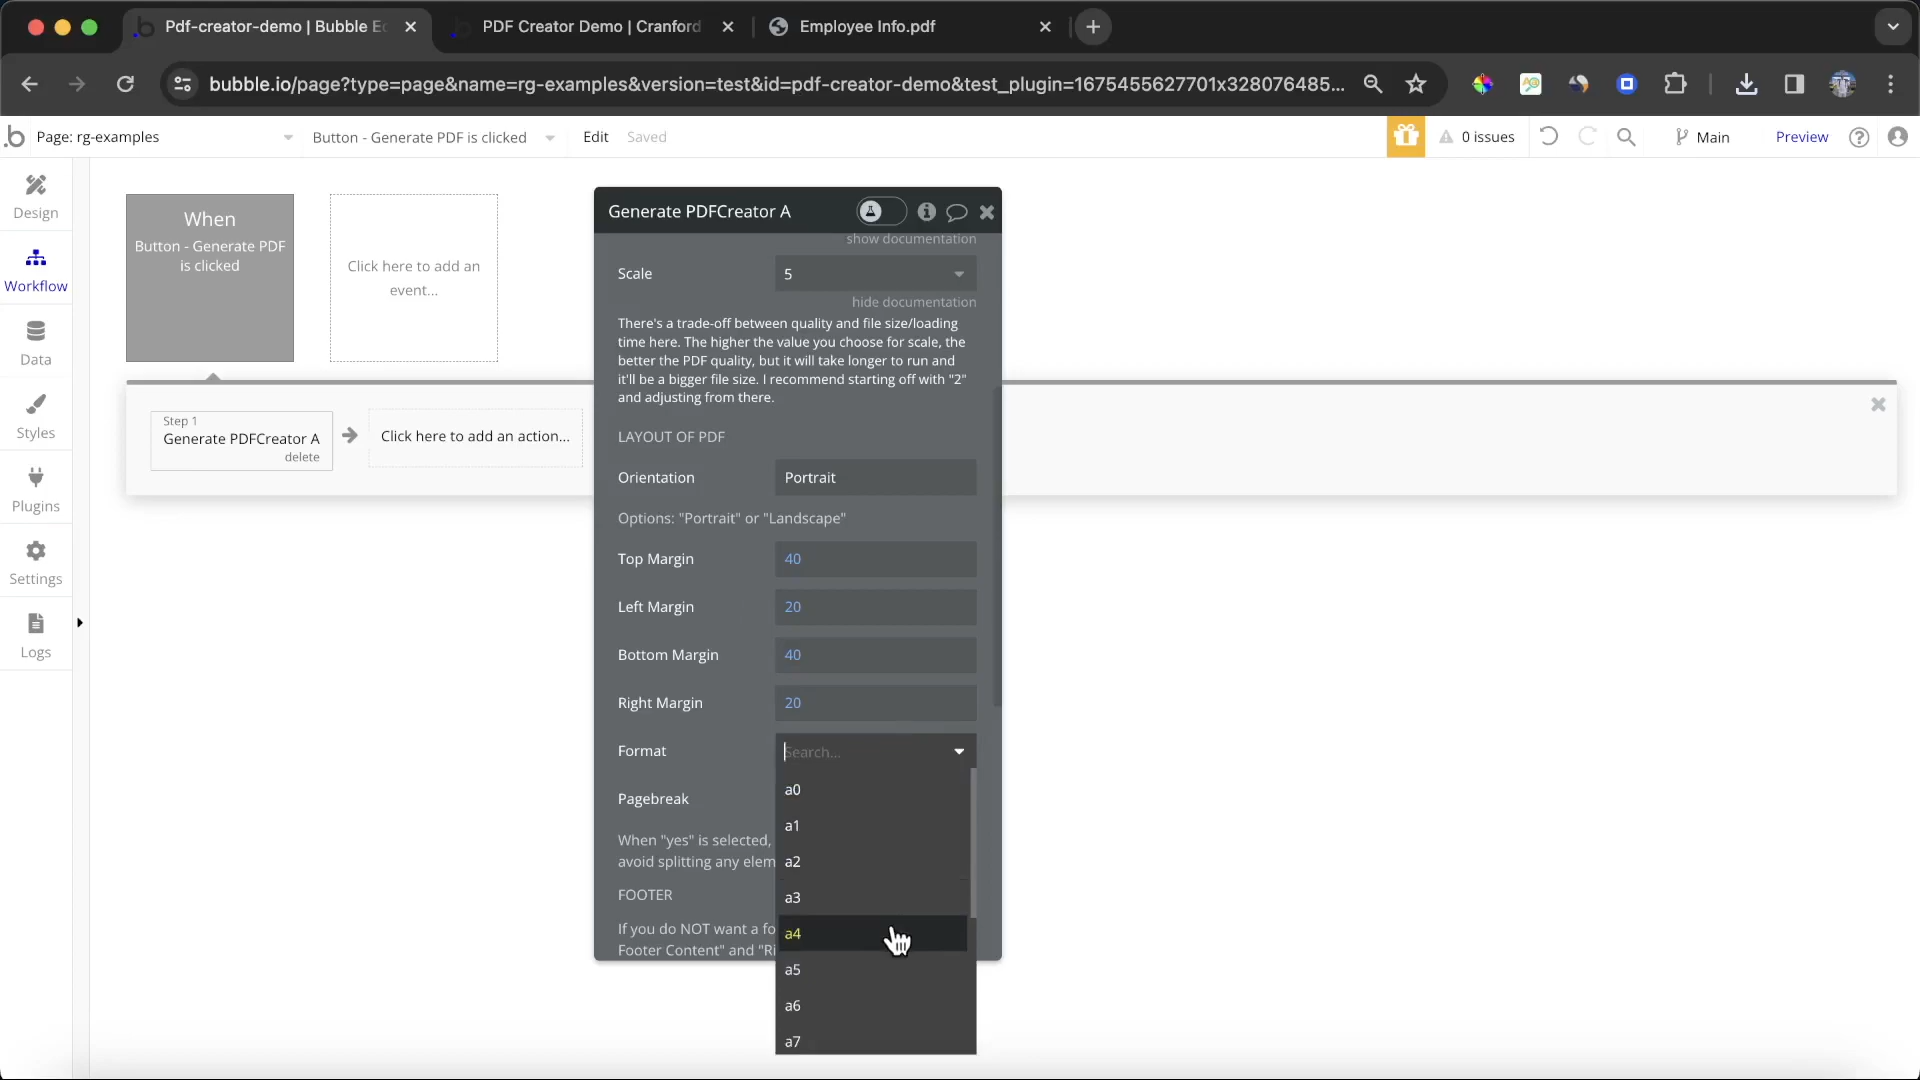 Pdf-creator-demo | Bubble Ed
PDF Creator Demo | Cranford
Employee Info.pdf
bubble.io/page?type=page&name=rg-examples&version=test&id=pdf-creator-demo&test_plugin=1675455627701x328076485...
Page: rg-examples
Button - Generate PDF is clicked
Edit
Saved
0 issues
Main
Preview
Design
Workflow
Data
Styles
Plugins
Settings
Logs
When
Button - Generate PDF
is clicked
Click here to add an
event...
Step 1
Generate PDFCreator A
delete
Click here to add an action...
Generate PDFCreator A
show documentation
Scale
5
hide documentation
There's a trade-off between quality and file size/loading
time here. The higher the value you choose for scale, the
better the PDF quality, but it will take longer to run and
it'll be a bigger file size. I recommend starting off with "2"
and adjusting from there.
LAYOUT OF PDF
Orientation
Portrait
Options: "Portrait" or "Landscape"
Top Margin
40
Left Margin
20
Bottom Margin
40
Right Margin
20
Format
Search...
Pagebreak
When "yes" is selected,
avoid splitting any elem
FOOTER
If you do NOT want a fo
Footer Content" and "Ri
a0
a1
a2
a3
a4
a5
a6
a7